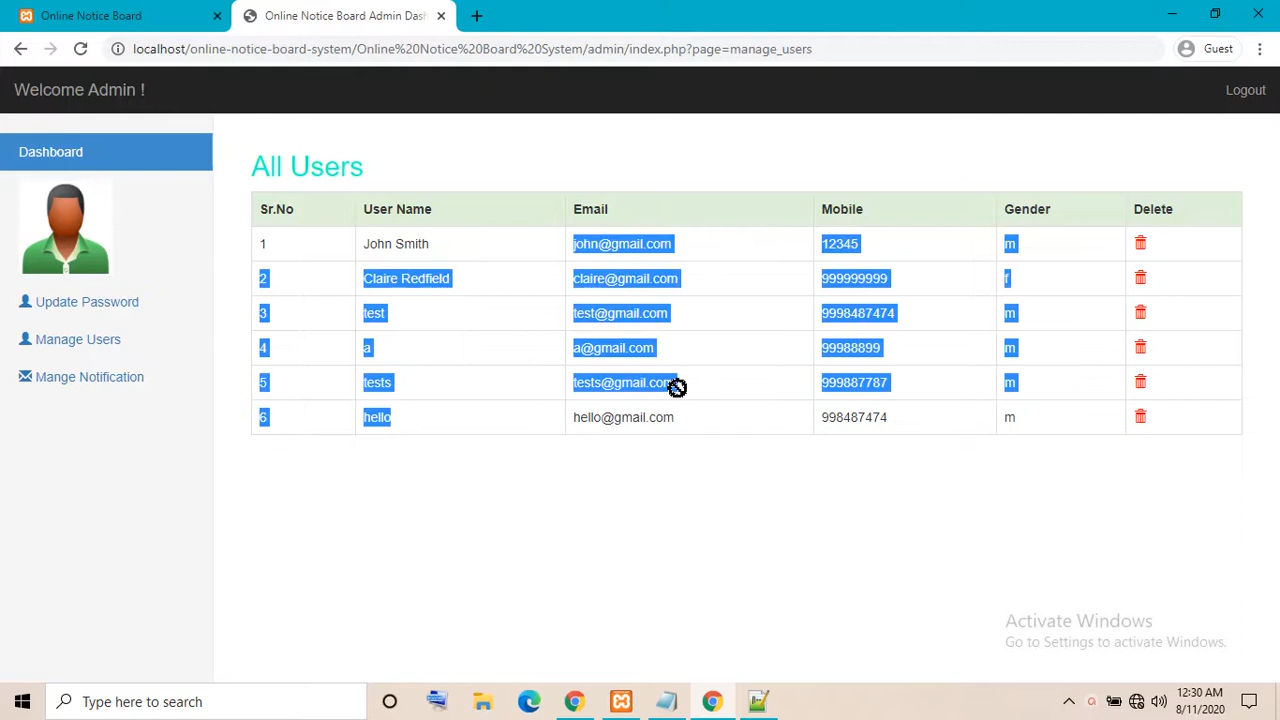 Online Notice Board
Online Notice Board Admin Das
localhost/online-notice-board-system/Online%20Notice%20Board%20System/admin/index.php?page=manage_users
Guest
Welcome Admin !
Logout
Dashboard
Update Password
Manage Users
Mange Notification
All Users
Sr.No User Name Email Mobile Gender Delete
1 John Smith john@gmail.com 12345 m
2 Claire Redfield claire@gmail.com 999999999 f
3 test test@gmail.com 9998487474 m
4 a a@gmail.com 99988899 m
5 tests tests@gmail.com 999887787 m
6 hello hello@gmail.com 998487474 m
Activate Windows
Go to Settings to activate Windows.
Type here to search
12:30 AM
8/11/2020